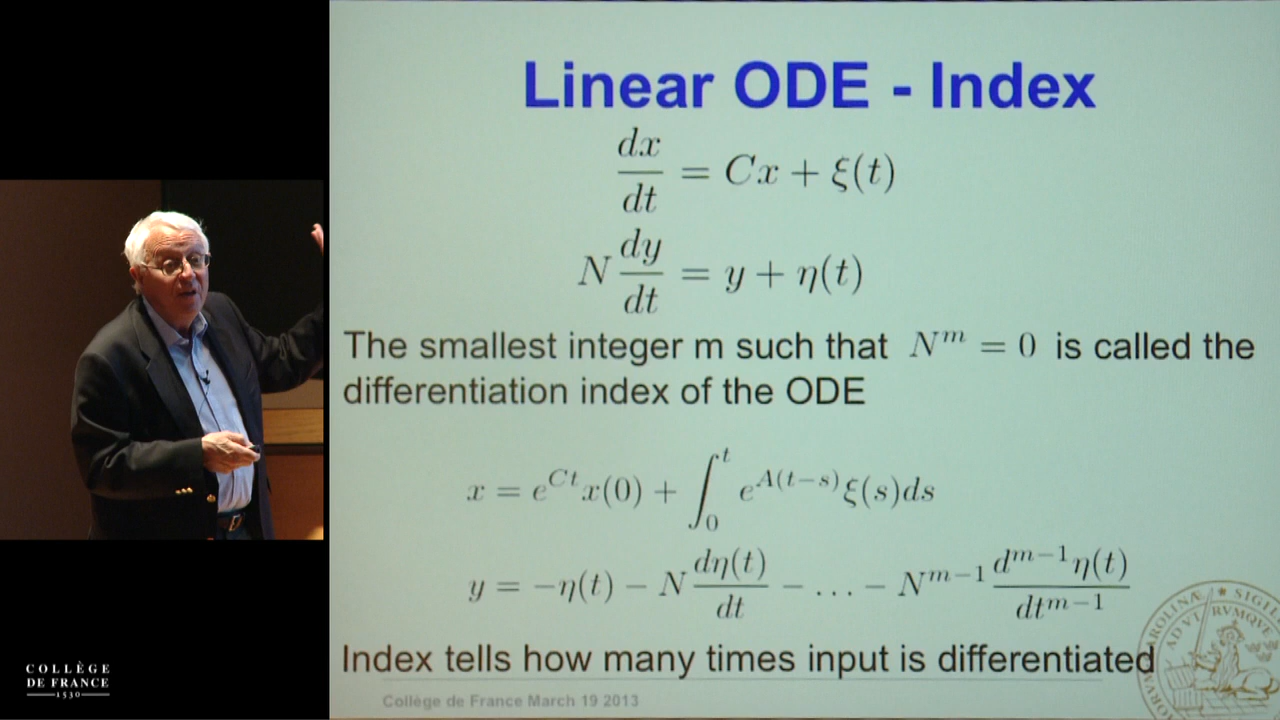 Linear ODE - Index
dx/dt = Cx + ξ(t)
N dy/dt = y + η(t)
The smallest integer m such that N^m = 0 is called the
differentiation index of the ODE
x = e^{Ct}x(0) + ∫_0^t e^{A(t−s)}ξ(s)ds
y = −η(t) − N dη(t)/dt − … − N^{m−1} d^{m−1}η(t)/dt^{m−1}
Index tells how many times input is differentiated
Collège de France March 19 2013
COLLÈGE
DE FRANCE
1530